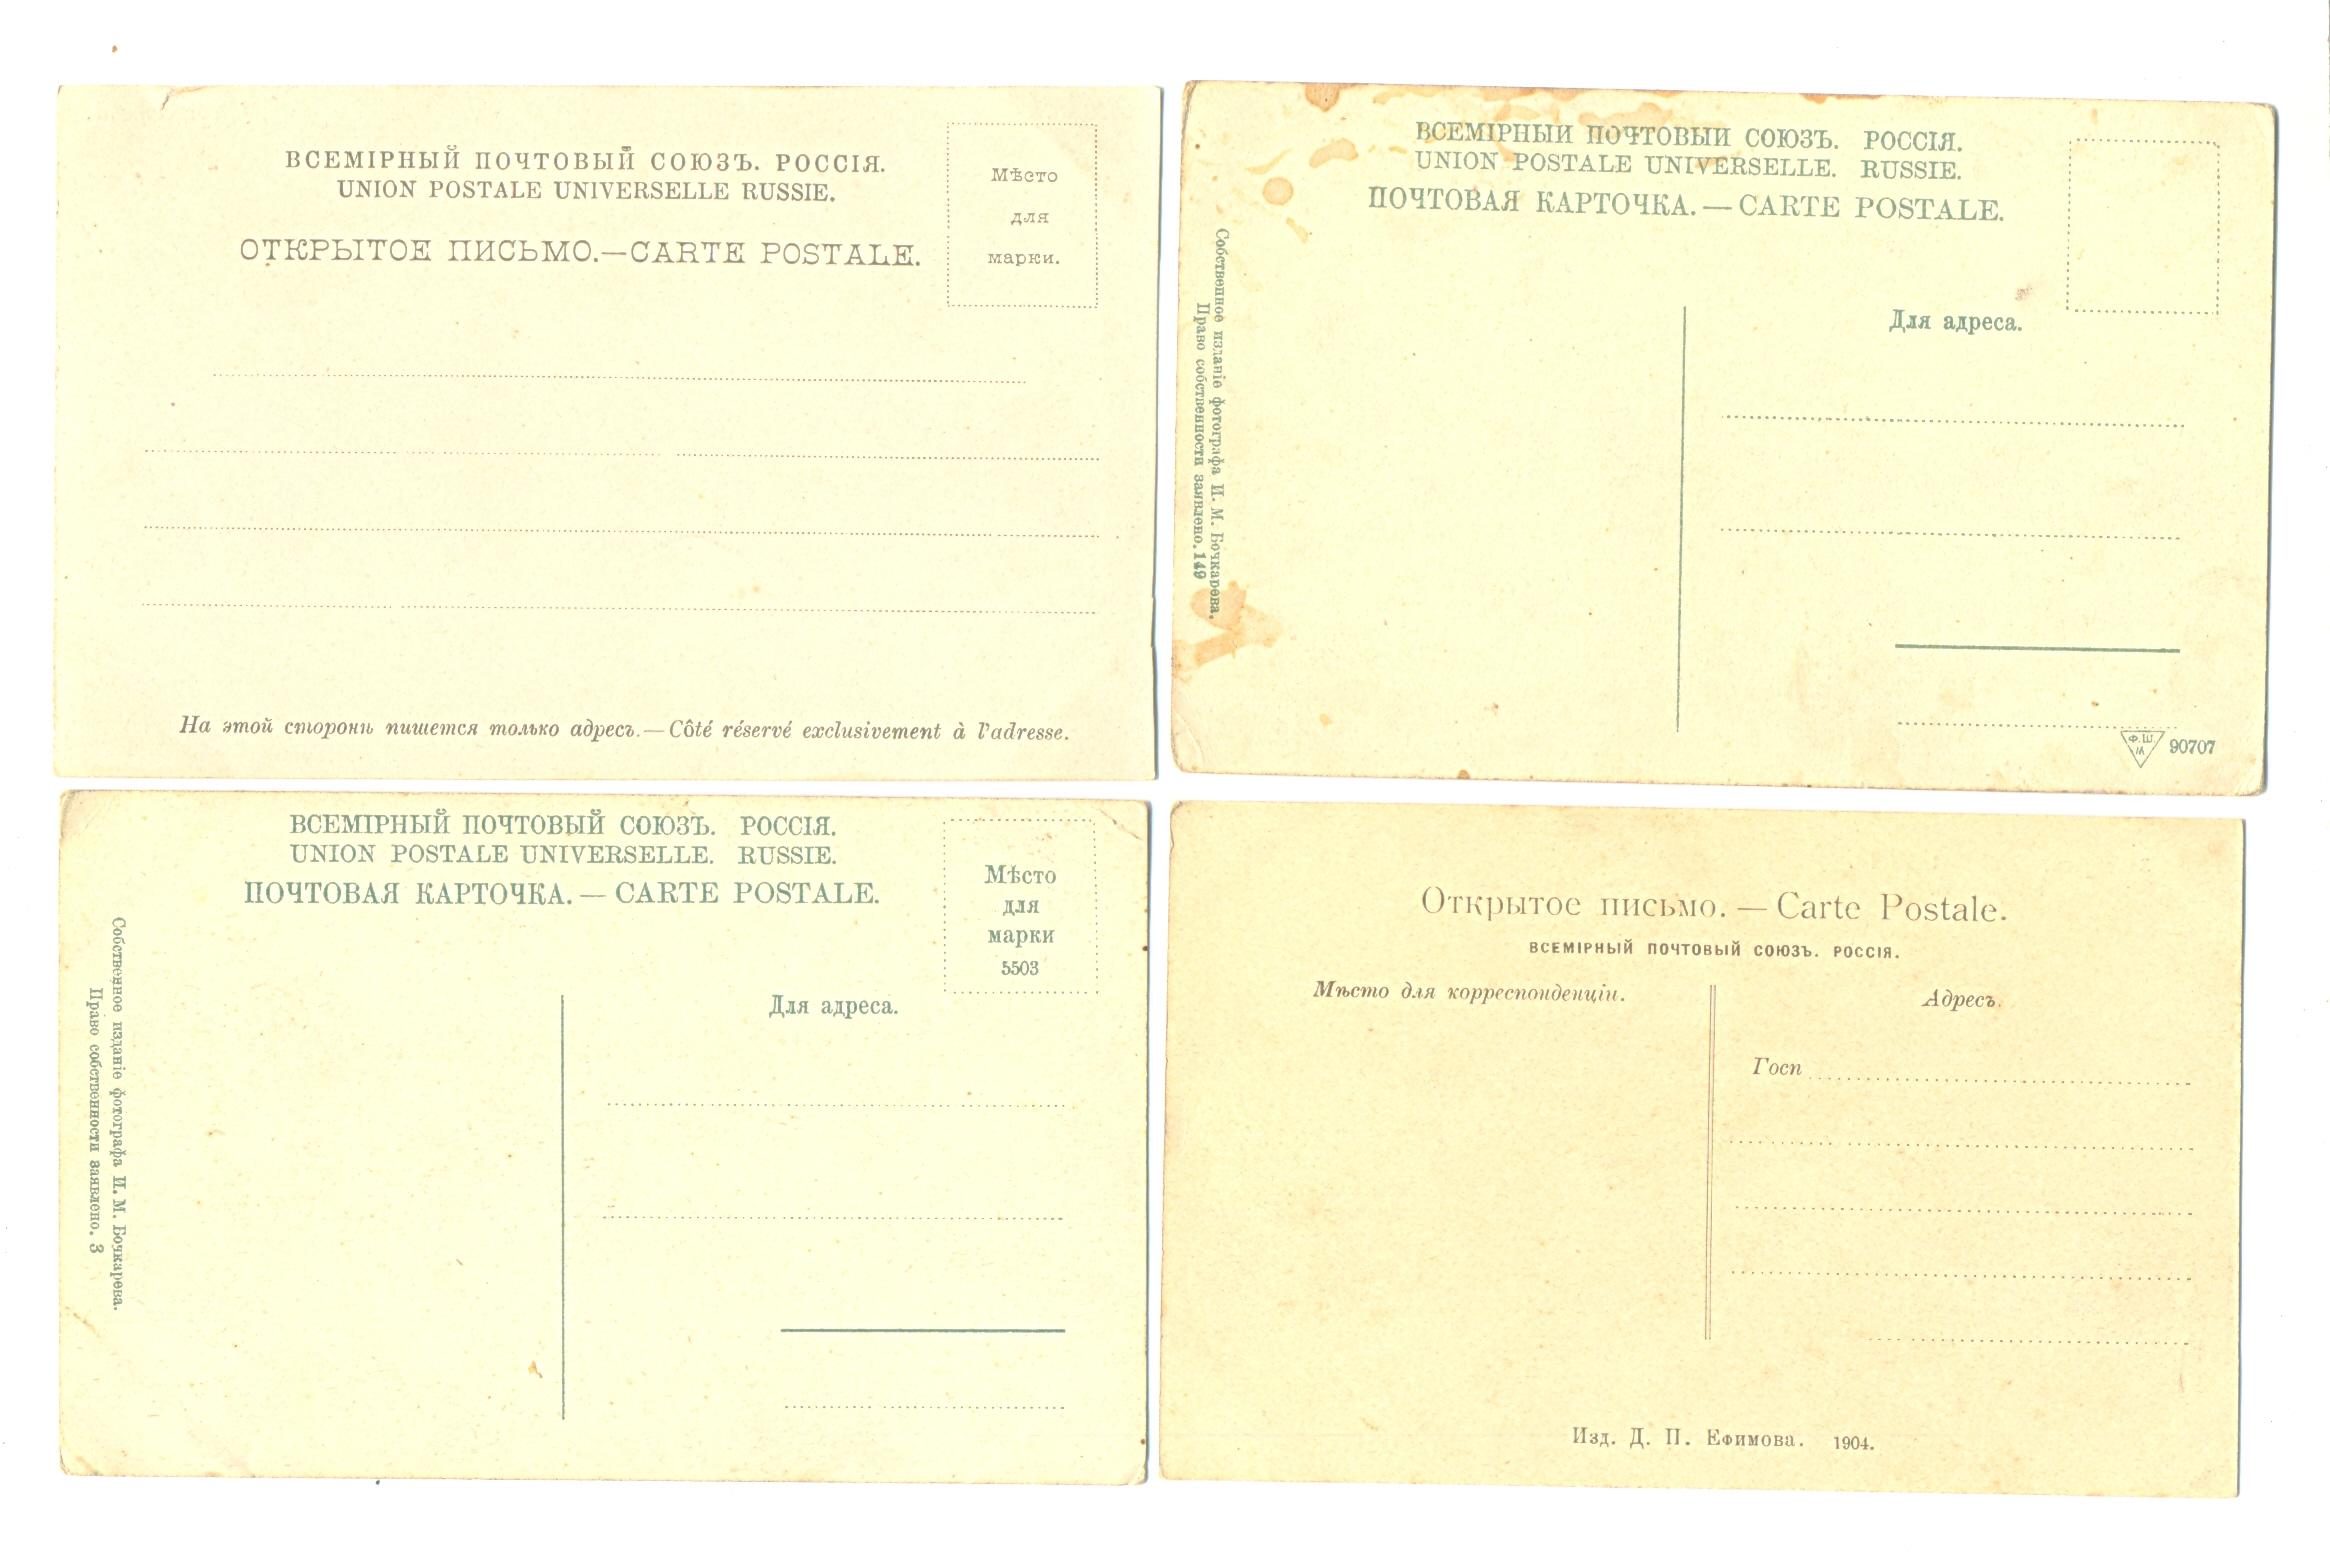 ВСЕМІРНЫЙ ПОЧТОВЫЙ СОЮЗЪ. РОССІЯ.
UNION POSTALE UNIVERSELLE RUSSIE.
ОТКРЫТОЕ ПИСЬМО.—CARTE POSTALE.
Мѣсто
для
марки.
На этой сторонѣ пишется только адресъ.—Côté réservé exclusivement à l'adresse.
ВСЕМІРНЫЙ ПОЧТОВЫЙ СОЮЗЪ. РОССІЯ.
UNION POSTALE UNIVERSELLE. RUSSIE.
ПОЧТОВАЯ КАРТОЧКА.—CARTE POSTALE.
Для адреса.
Собственное изданіе фотографа И. М. Бочкарева.
Право собственности заявлено. 149
Ф. Ш.
М
90707
ВСЕМІРНЫЙ ПОЧТОВЫЙ СОЮЗЪ. РОССІЯ.
UNION POSTALE UNIVERSELLE. RUSSIE.
ПОЧТОВАЯ КАРТОЧКА.—CARTE POSTALE.
Мѣсто
для
марки
5503
Для адреса.
Собственное изданіе фотографа И. М. Бочкарева.
Право собственности заявлено. 3
Открытое письмо.—Carte Postale.
ВСЕМІРНЫЙ ПОЧТОВЫЙ СОЮЗЪ. РОССІЯ.
Мѣсто для корреспонденціи.
Адресъ.
Госп
Изд. Д. П. Ефимова. 1904.